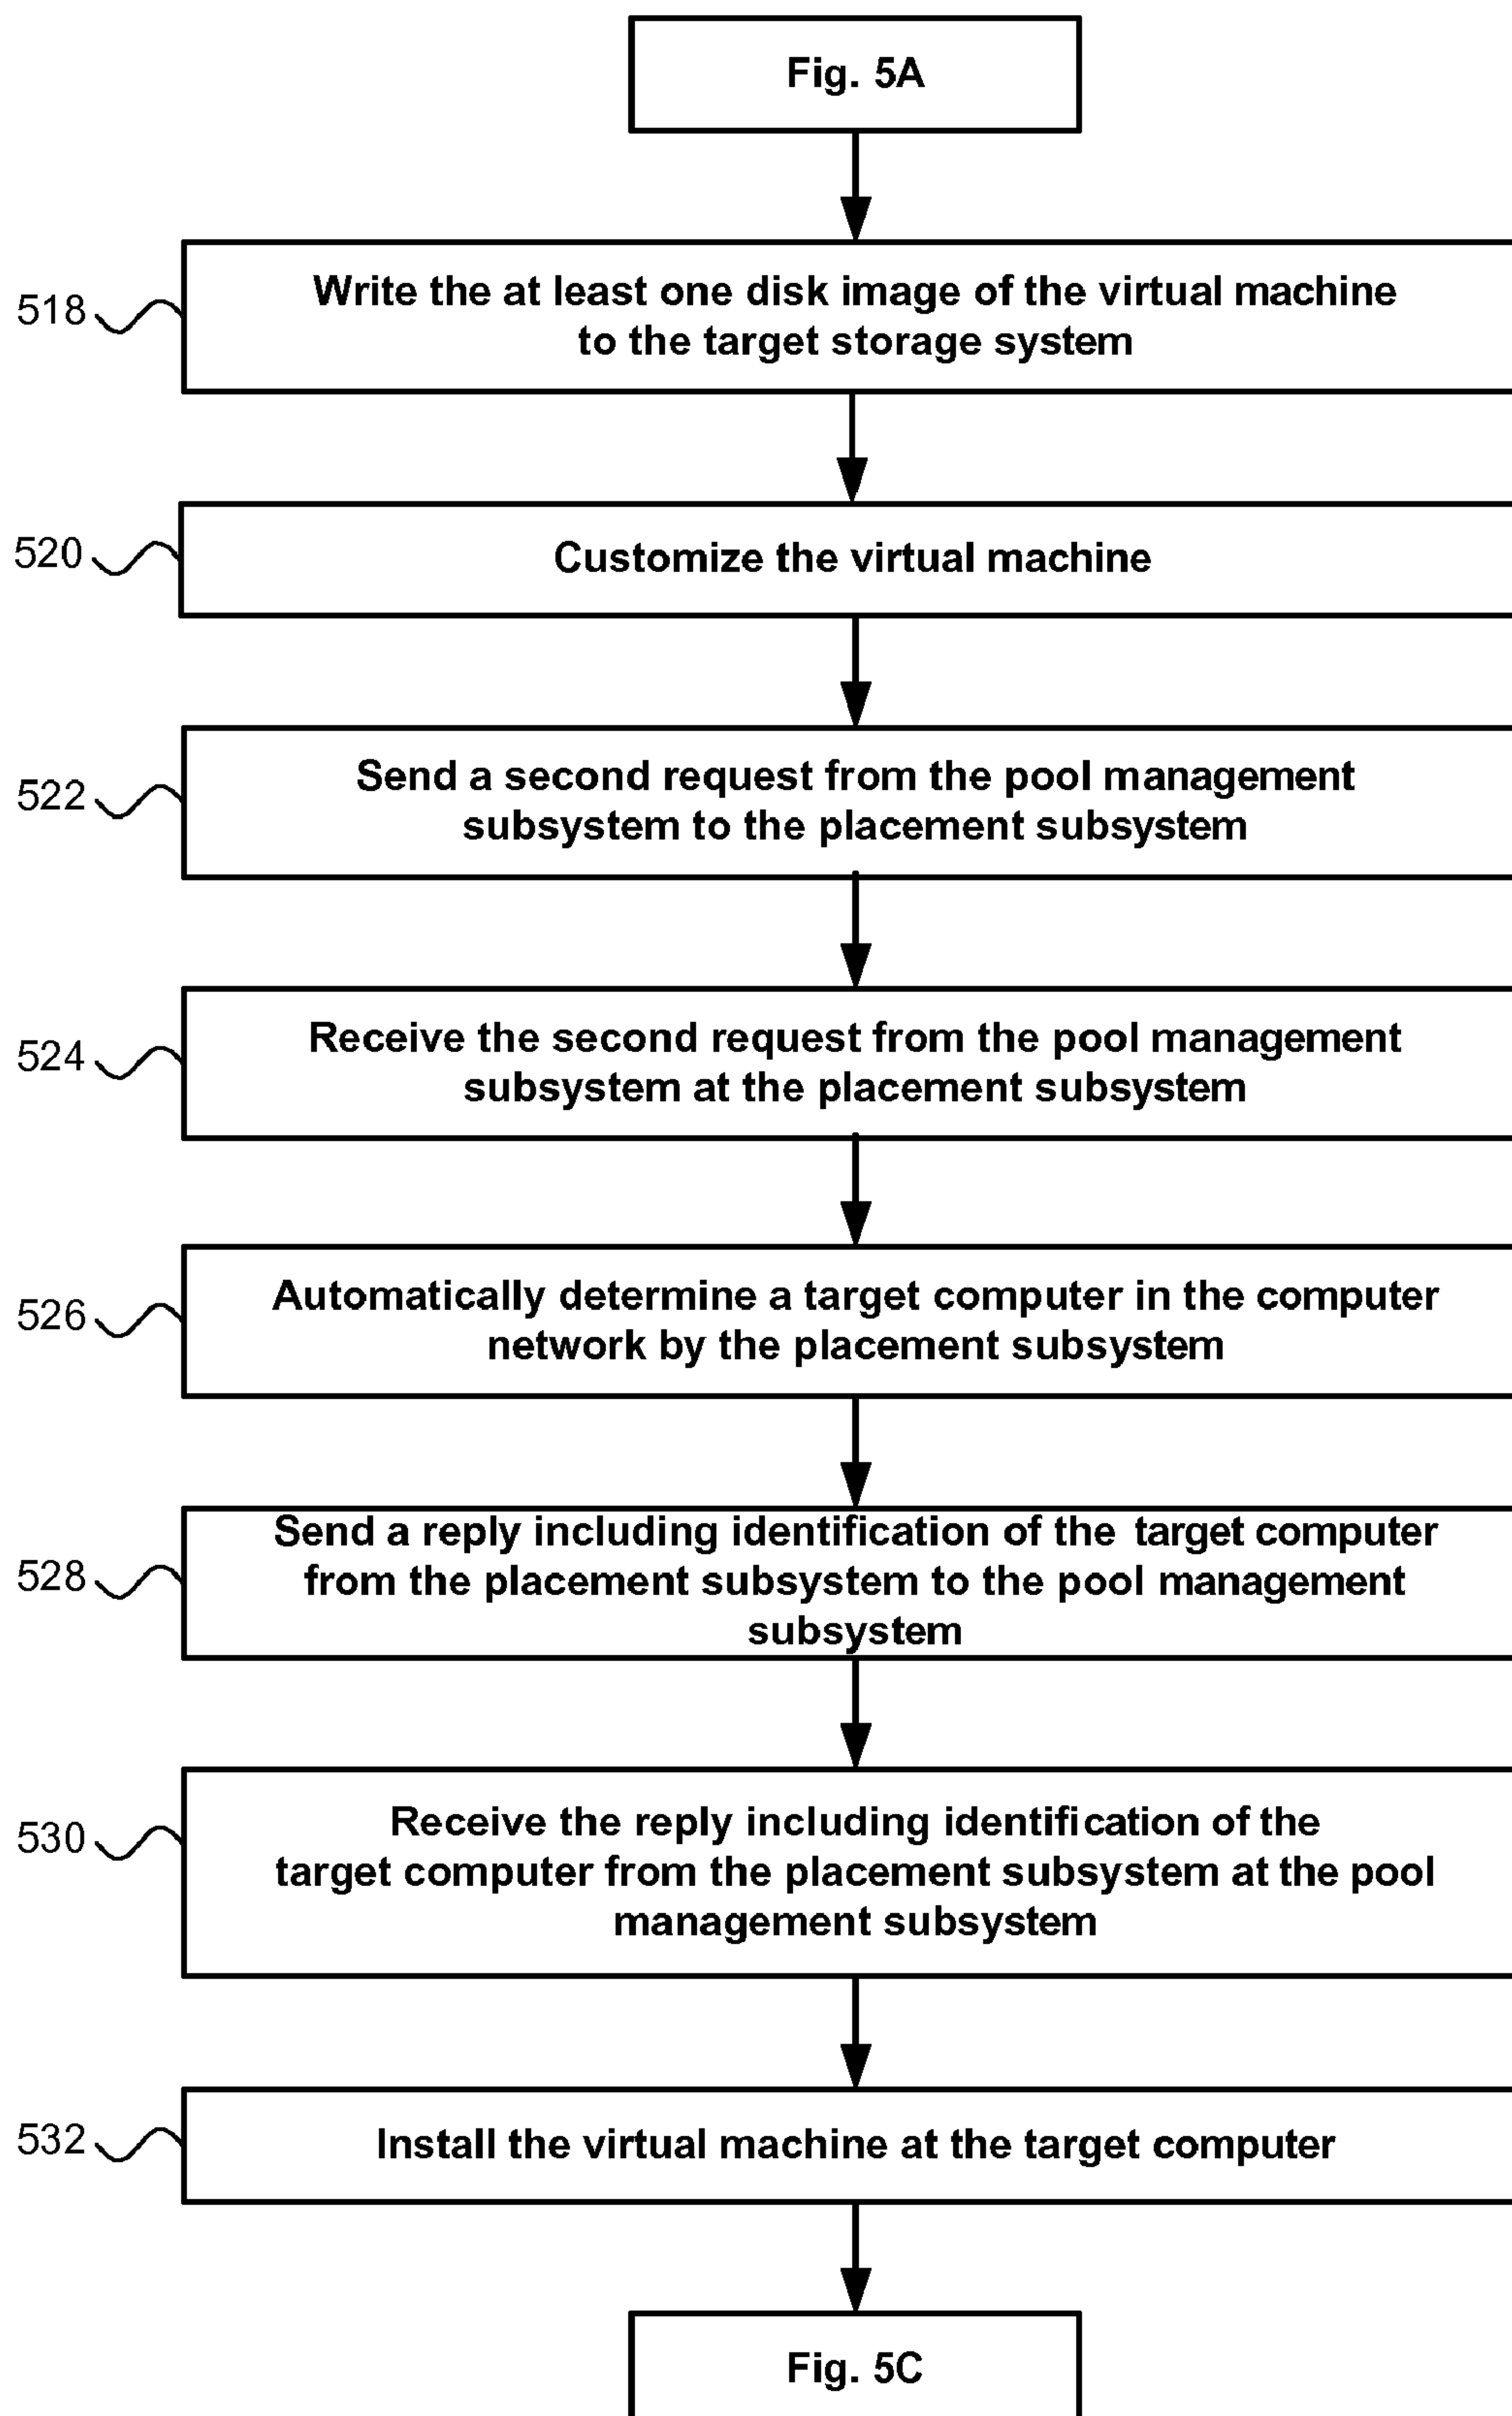 Fig. 5A
518
Write the at least one disk image of the virtual machine
to the target storage system
520
Customize the virtual machine
522
Send a second request from the pool management
subsystem to the placement subsystem
524
Receive the second request from the pool management
subsystem at the placement subsystem
526
Automatically determine a target computer in the computer
network by the placement subsystem
528
Send a reply including identification of the target computer
from the placement subsystem to the pool management
subsystem
530
Receive the reply including identification of the
target computer from the placement subsystem at the pool
management subsystem
532
Install the virtual machine at the target computer
Fig. 5C